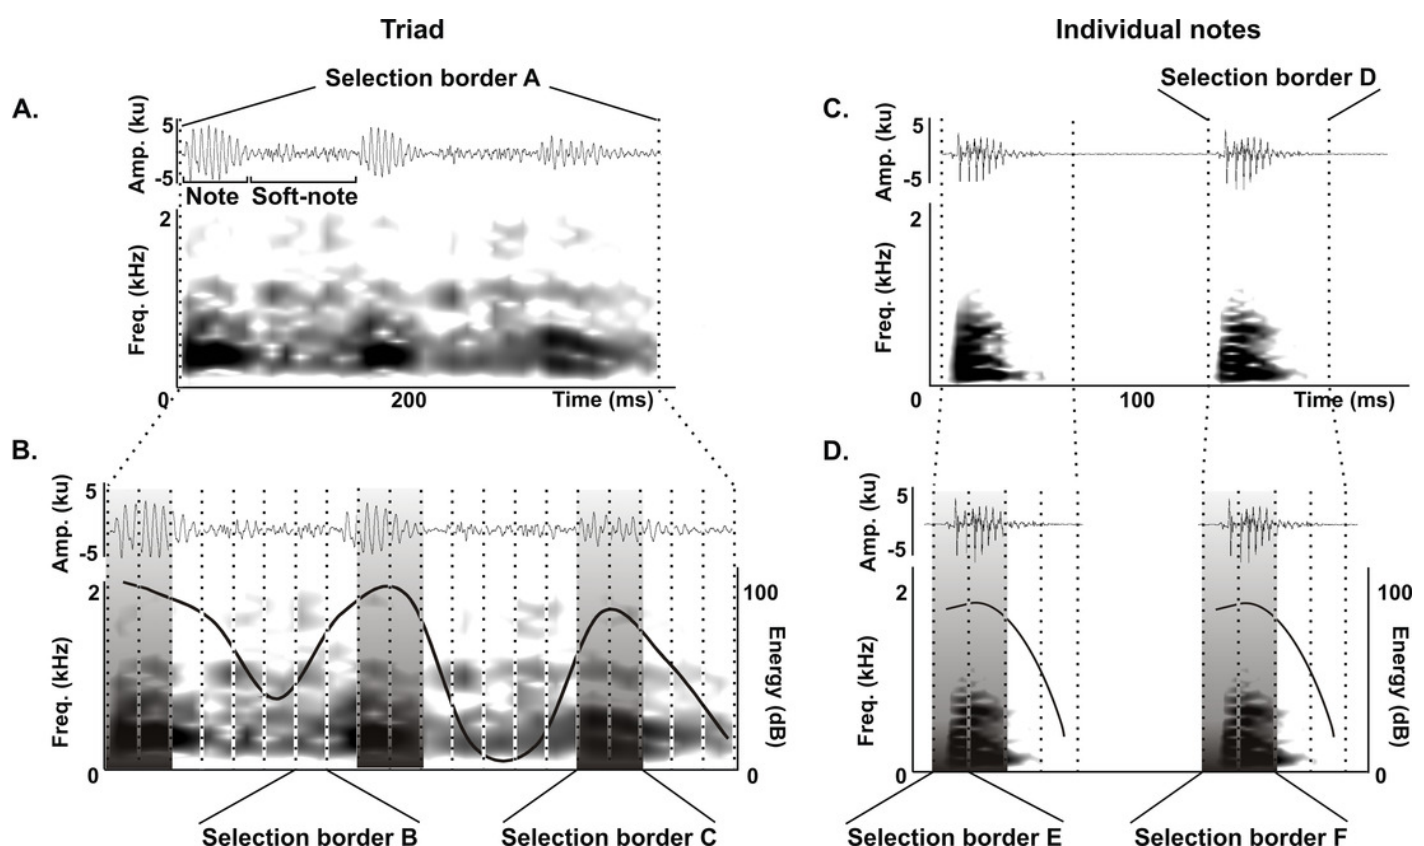 Triad
Individual notes
Selection border A
Selection border D
A.
Amp. (ku)
5
-5
Note
Soft-note
Freq. (kHz)
2
0
200
Time (ms)
C.
Amp. (ku)
5
-5
Freq. (kHz)
2
0
100
Time (ms)
B.
Amp. (ku)
5
-5
Freq. (kHz)
2
0
100
Energy (dB)
0
Selection border B
Selection border C
D.
Amp. (ku)
5
-5
Freq. (kHz)
2
0
100
Energy (dB)
0
Selection border E
Selection border F